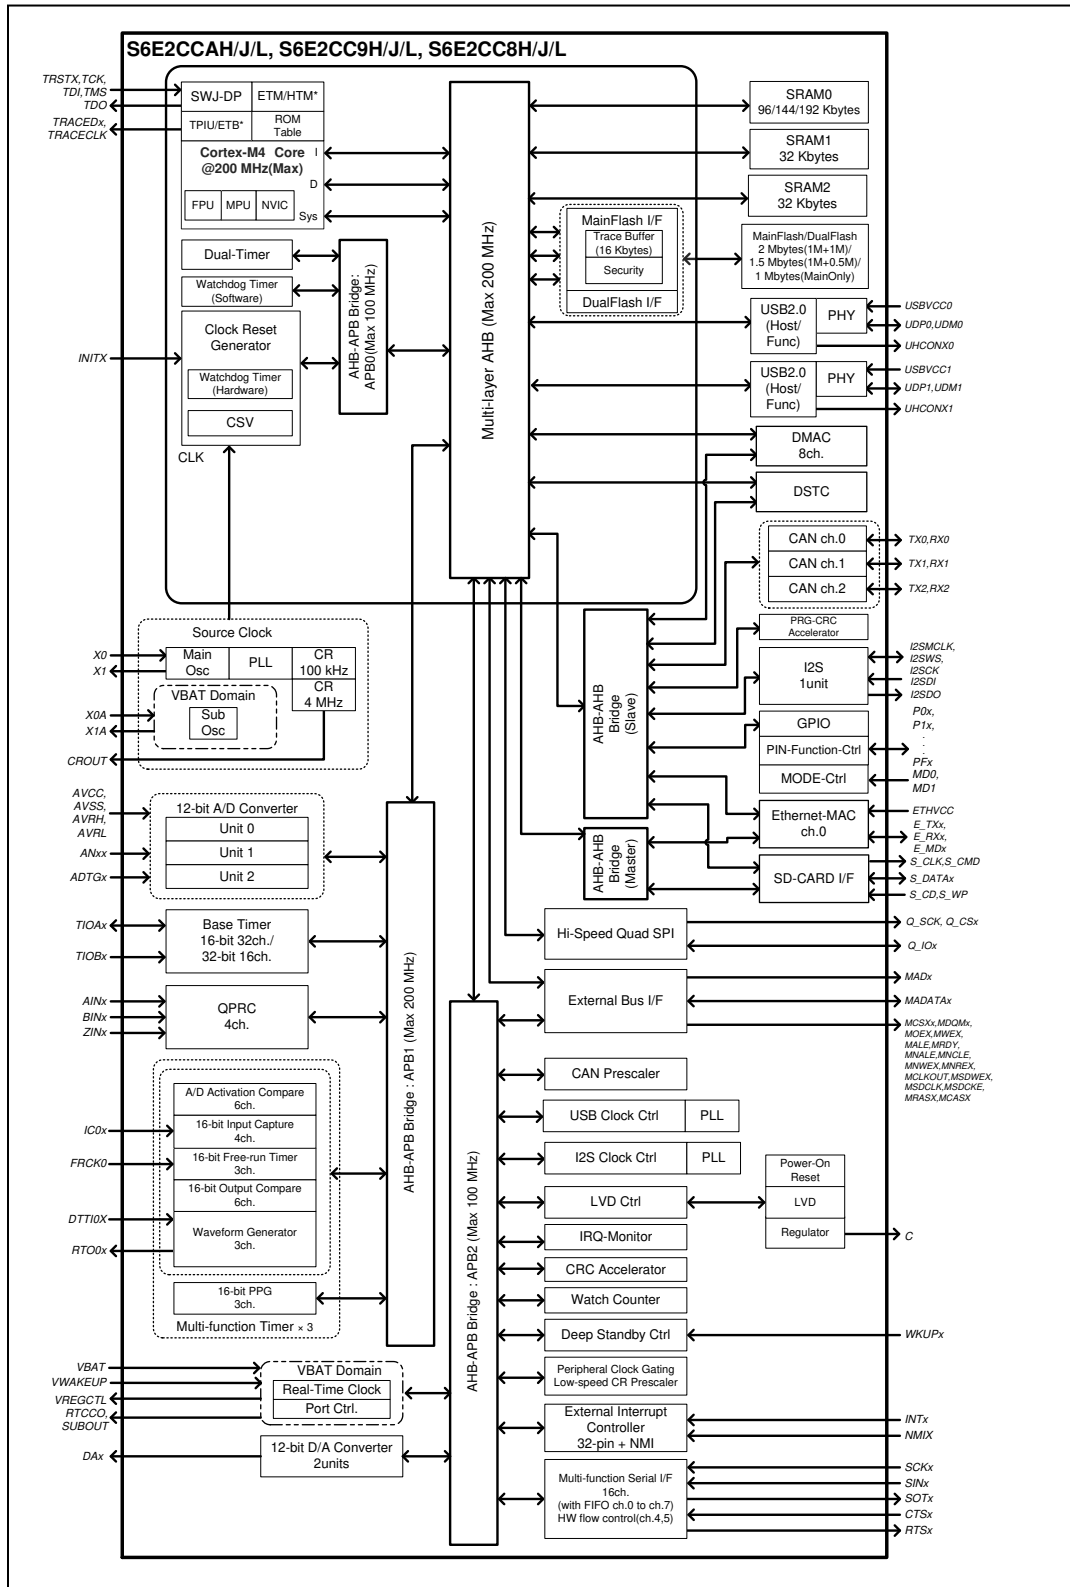 S6E2CCAH/J/L, S6E2CC9H/J/L, S6E2CC8H/J/L
TRSTX,TCK,
TDI,TMS
TDO
TRACEDx,
TRACECLK
SWJ-DP
ETM/HTM*
TPIU/ETB*
ROM
Table
Cortex-M4 Core
@200 MHz(Max)
I
D
Sys
FPU
MPU
NVIC
Dual-Timer
Watchdog Timer
(Software)
Clock Reset
Generator
Watchdog Timer
(Hardware)
CSV
CLK
INITX
AHB-APB Bridge:
APB0(Max 100 MHz)
Multi-layer AHB (Max 200 MHz)
MainFlash I/F
Trace Buffer
(16 Kbytes)
Security
DualFlash I/F
SRAM0
96/144/192 Kbytes
SRAM1
32 Kbytes
SRAM2
32 Kbytes
MainFlash/DualFlash
2 Mbytes(1M+1M)/
1.5 Mbytes(1M+0.5M)/
1 Mbytes(MainOnly)
USB2.0
(Host/
Func)
PHY
USBVCC0
UDP0,UDM0
UHCONX0
USB2.0
(Host/
Func)
PHY
USBVCC1
UDP1,UDM1
UHCONX1
DMAC
8ch.
DSTC
CAN ch.0
CAN ch.1
CAN ch.2
TX0,RX0
TX1,RX1
TX2,RX2
PRG-CRC
Accelerator
I2S
1unit
I2SMCLK,
I2SWS,
I2SCK
I2SDI
I2SDO
GPIO
PIN-Function-Ctrl
MODE-Ctrl
P0x,
P1x,
.
.
PFx
MD0,
MD1
Ethernet-MAC
ch.0
ETHVCC
E_TXx,
E_RXx,
E_MDx
SD-CARD I/F
S_CLK,S_CMD
S_DATAx
S_CD,S_WP
AHB-AHB
Bridge
(Slave)
AHB-AHB
Bridge
(Master)
Source Clock
Main
Osc
PLL
CR
100 kHz
CR
4 MHz
VBAT Domain
Sub
Osc
X0
X1
X0A
X1A
CROUT
AVCC,
AVSS,
AVRH,
AVRL
ANxx
ADTGx
12-bit A/D Converter
Unit 0
Unit 1
Unit 2
TIOAx
TIOBx
Base Timer
16-bit 32ch./
32-bit 16ch.
AINx
BINx
ZINx
QPRC
4ch.
A/D Activation Compare
6ch.
16-bit Input Capture
4ch.
16-bit Free-run Timer
3ch.
16-bit Output Compare
6ch.
Waveform Generator
3ch.
16-bit PPG
3ch.
Multi-function Timer × 3
IC0x
FRCK0
DTTI0X
RTO0x
AHB-APB Bridge : APB1 (Max 200 MHz)
AHB-APB Bridge : APB2 (Max 100 MHz)
VBAT
VWAKEUP
VREGCTL
RTCCO,
SUBOUT
VBAT Domain
Real-Time Clock
Port Ctrl.
DAx
12-bit D/A Converter
2units
Hi-Speed Quad SPI
Q_SCK, Q_CSx
Q_IOx
External Bus I/F
MADx
MADATAx
MCSXx,MDQMx,
MOEX,MWEX,
MALE,MRDY,
MNALE,MNCLE,
MNWEX,MNREX,
MCLKOUT,MSDWEX,
MSDCLK,MSDCKE,
MRASX,MCASX
CAN Prescaler
USB Clock Ctrl
PLL
I2S Clock Ctrl
PLL
LVD Ctrl
Power-On
Reset
LVD
Regulator
C
IRQ-Monitor
CRC Accelerator
Watch Counter
Deep Standby Ctrl
WKUPx
Peripheral Clock Gating
Low-speed CR Prescaler
External Interrupt
Controller
32-pin + NMI
INTx
NMIX
Multi-function Serial I/F
16ch.
(with FIFO ch.0 to ch.7)
HW flow control(ch.4,5)
SCKx
SINx
SOTx
CTSx
RTSx